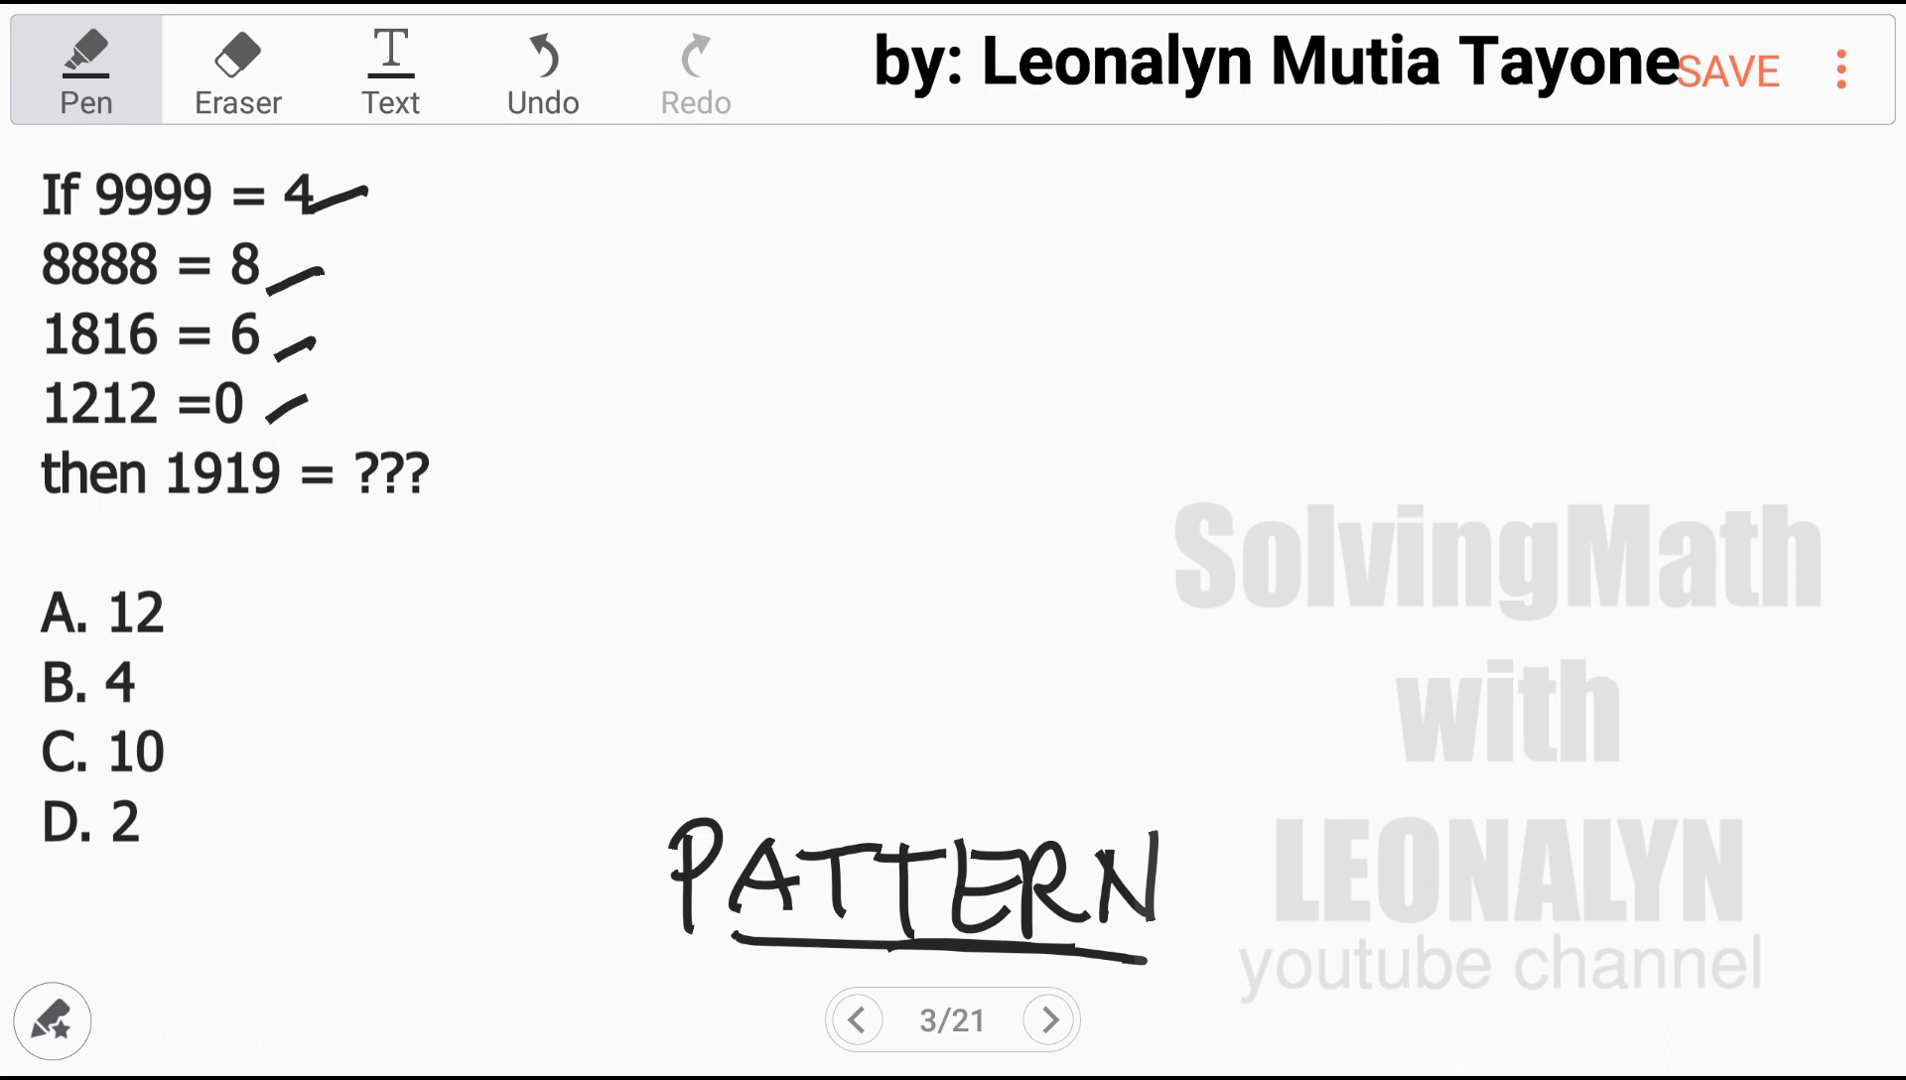 Pen
Eraser
Text
Undo
Redo
by: Leonalyn Mutia Tayone
SAVE
If 9999 = 4
8888 = 8
1816 = 6
1212 =0
then 1919 = ???
A. 12
B. 4
C. 10
D. 2
PATTERN
SolvingMath
with
LEONALYN
youtube channel
3/21